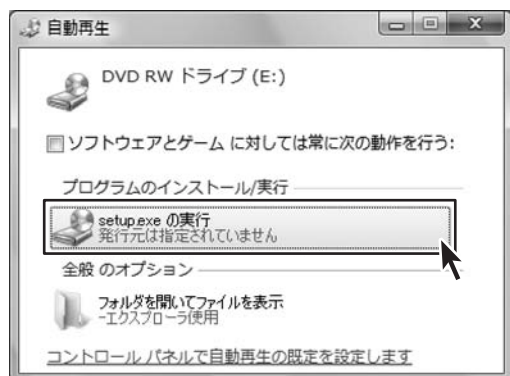 自動再生
DVD RW ドライブ (E:)
ソフトウェアとゲーム に対しては常に次の動作を行う:
プログラムのインストール/実行
setup.exe の実行
発行元は指定されていません
全般 のオプション
フォルダを開いてファイルを表示
-エクスプローラ使用
コントロール パネルで自動再生の既定を設定します